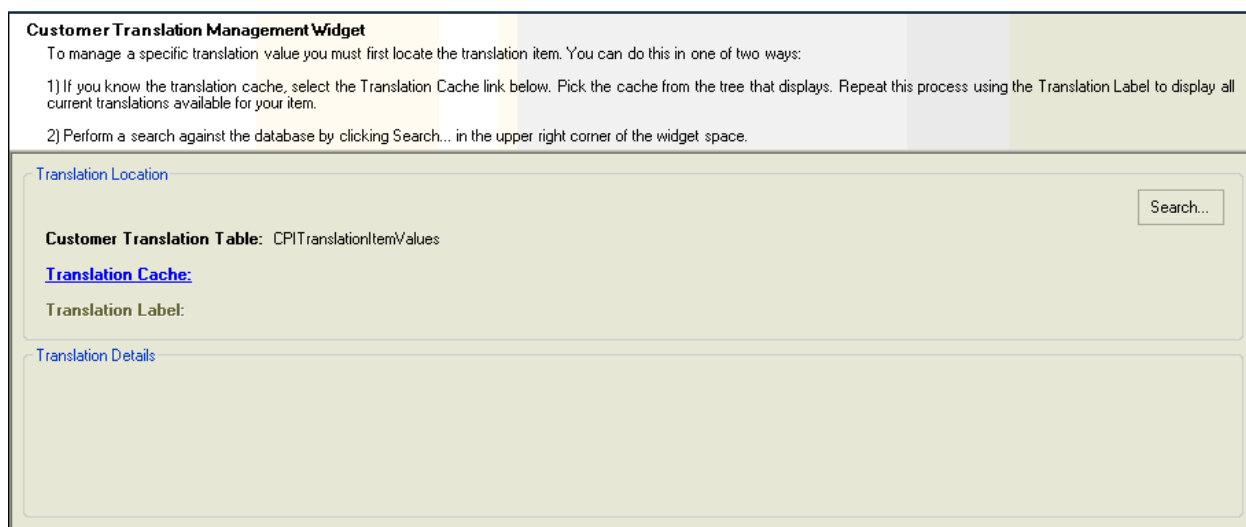 Customer Translation Management Widget
To manage a specific translation value you must first locate the translation item. You can do this in one of two ways:
1) If you know the translation cache, select the Translation Cache link below. Pick the cache from the tree that displays. Repeat this process using the Translation Label to display all
current translations available for your item.
2) Perform a search against the database by clicking Search... in the upper right corner of the widget space.
Translation Location
Search...
Customer Translation Table: CPITranslationItemValues
Translation Cache:
Translation Label:
Translation Details